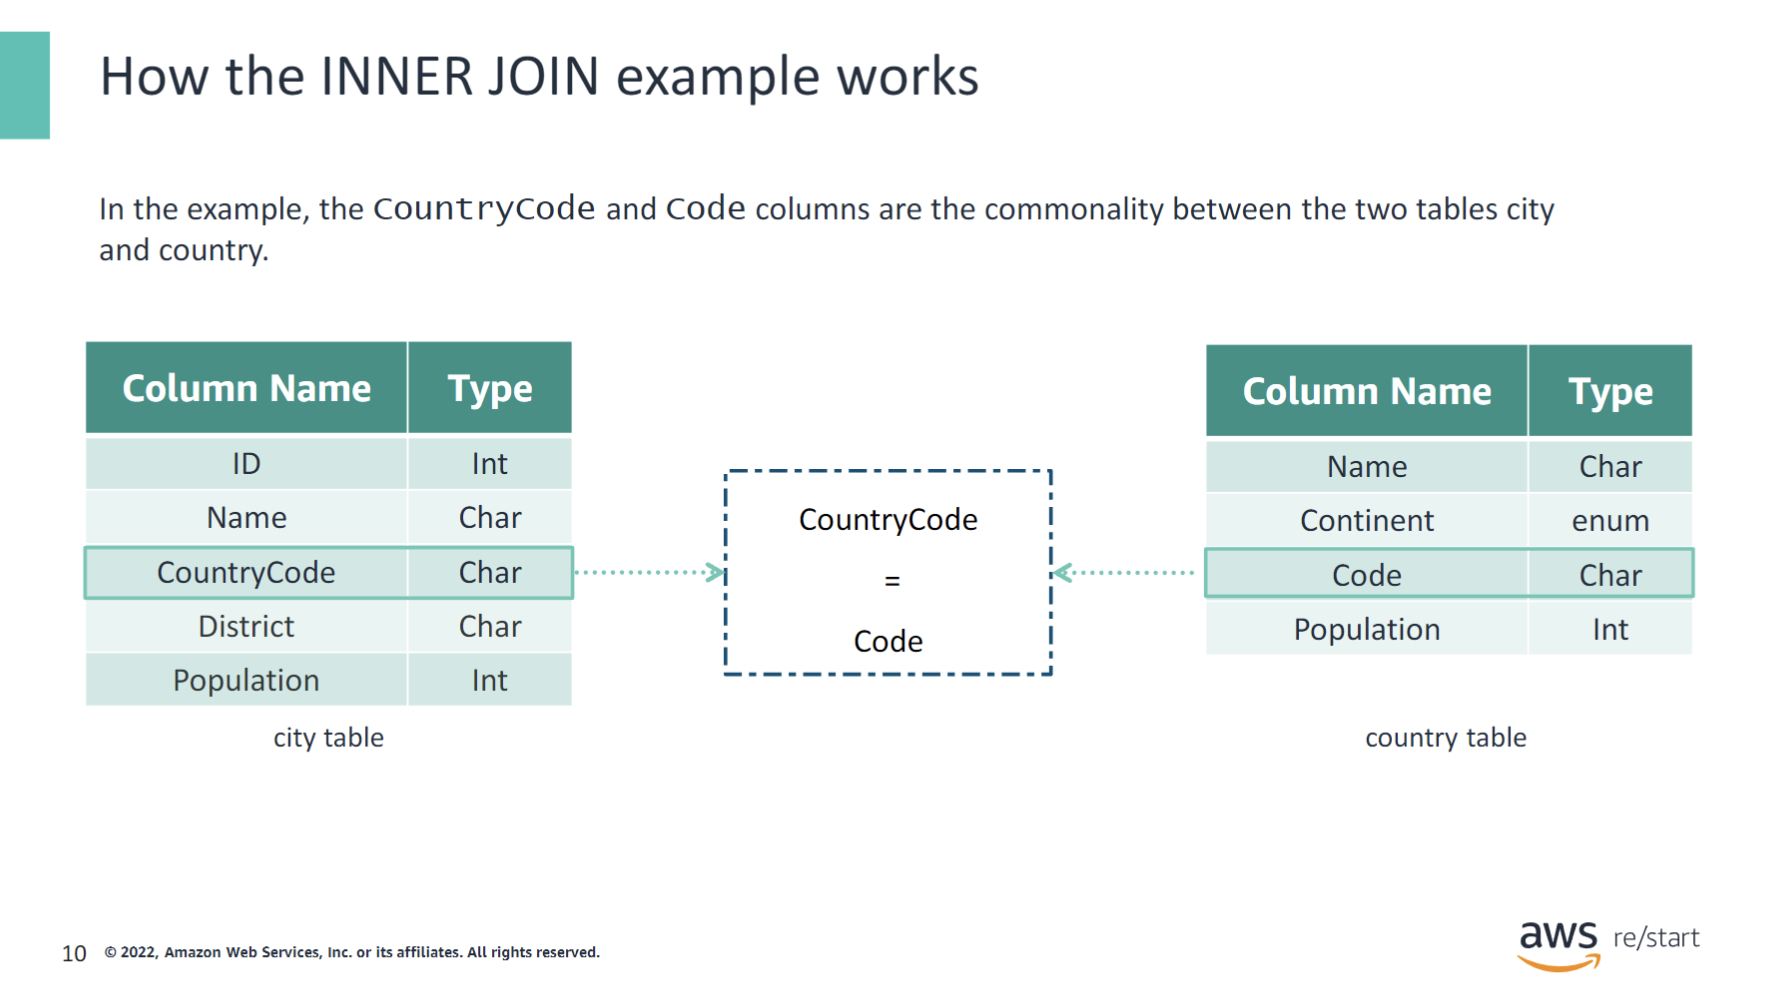 How the INNER JOIN example works
In the example, the CountryCode and Code columns are the commonality between the two tables city
and country.
Column Name Type
ID Int
Name Char
CountryCode Char
District Char
Population Int
city table
CountryCode
=
Code
Column Name Type
Name Char
Continent enum
Code Char
Population Int
country table
10 © 2022, Amazon Web Services, Inc. or its affiliates. All rights reserved.
aws re/start